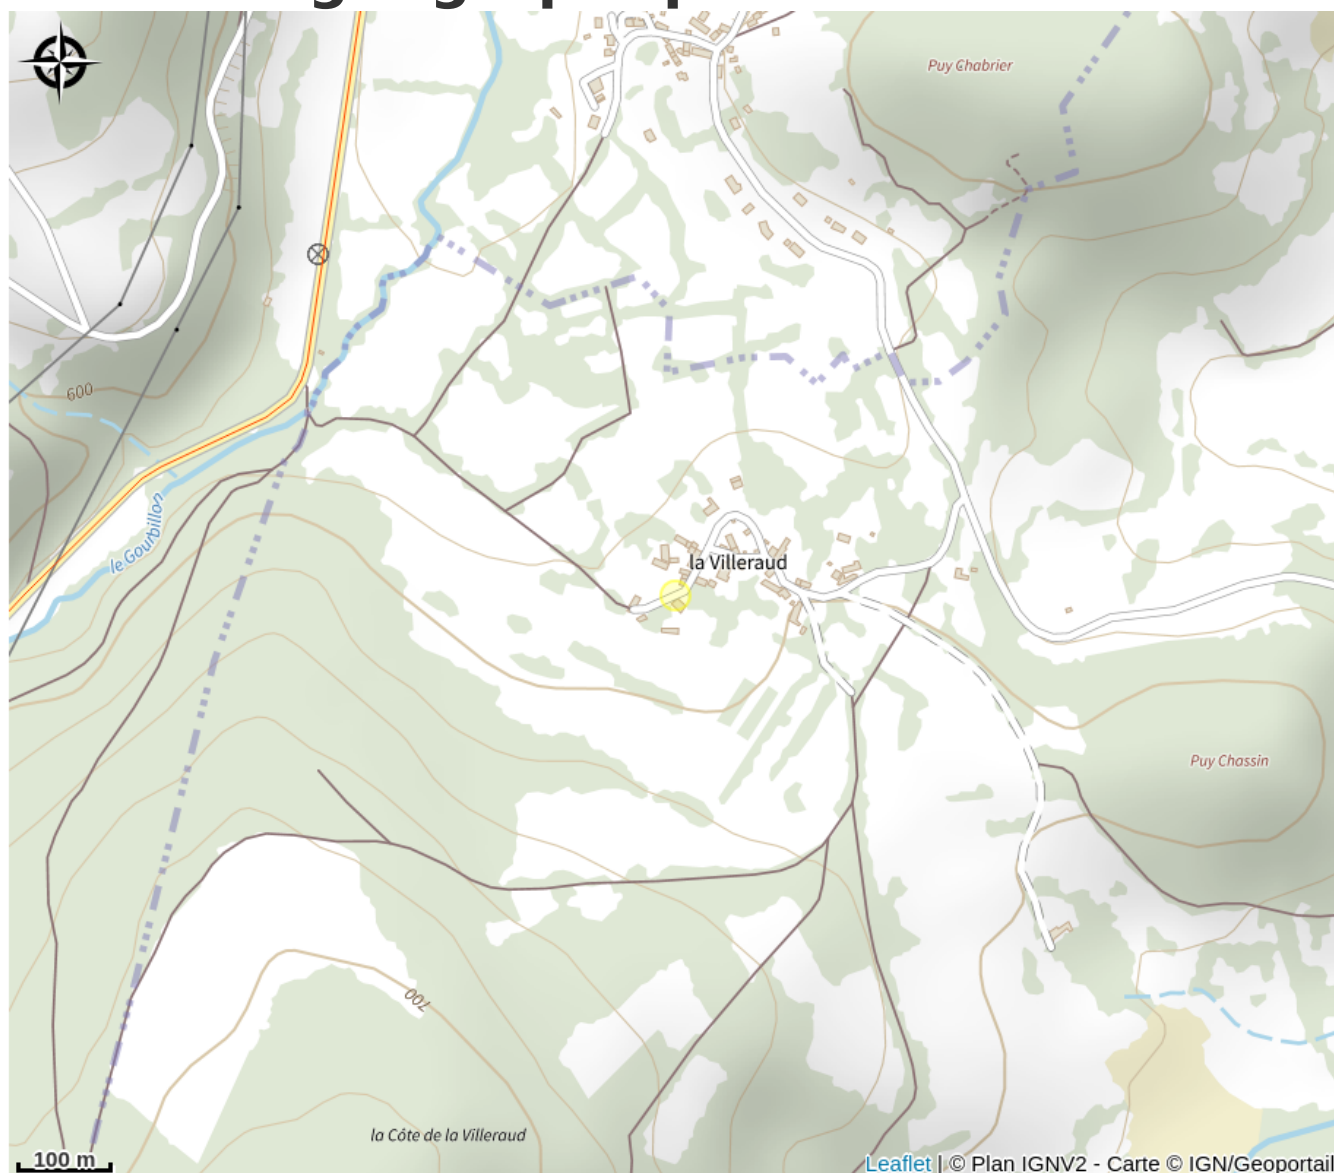 Puy Chabrier
600
le Gourbillon
la Villeraud
Puy Chassin
700
la Côte de la Villeraud
100 m
Leaflet | © Plan IGNV2 - Carte © IGN/Geoportail